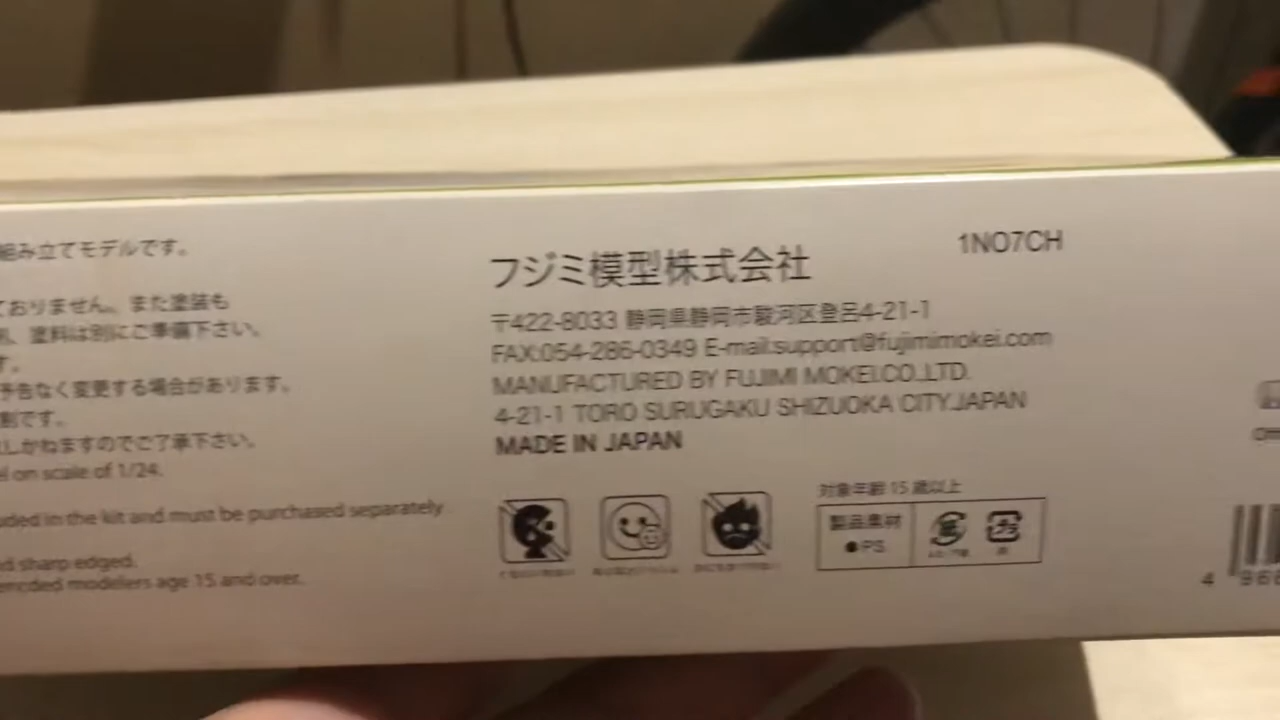 組み立てモデルです。
ておりません。また塗装も
塗料は別にご準備下さい。
す。
予告なく変更する場合があります。
割です。
しかねますのでご了承下さい。
on scale of 1/24.
in the kit and must be purchased separately
sharp edged.
modelers age 15 and over.
フジミ模型株式会社
1NO7CH
〒422-8033 静岡県静岡市駿河区登呂4-21-1
FAX:054-286-0349 E-mail:support@fujimimokei.com
MANUFACTURED BY FUJIMI MOKEI.CO.,LTD.
4-21-1 TORO SURUGAKU SHIZUOKA CITY.JAPAN
MADE IN JAPAN
対象年齢 15 歳以上
製品素材
●PS
プラ
4 966